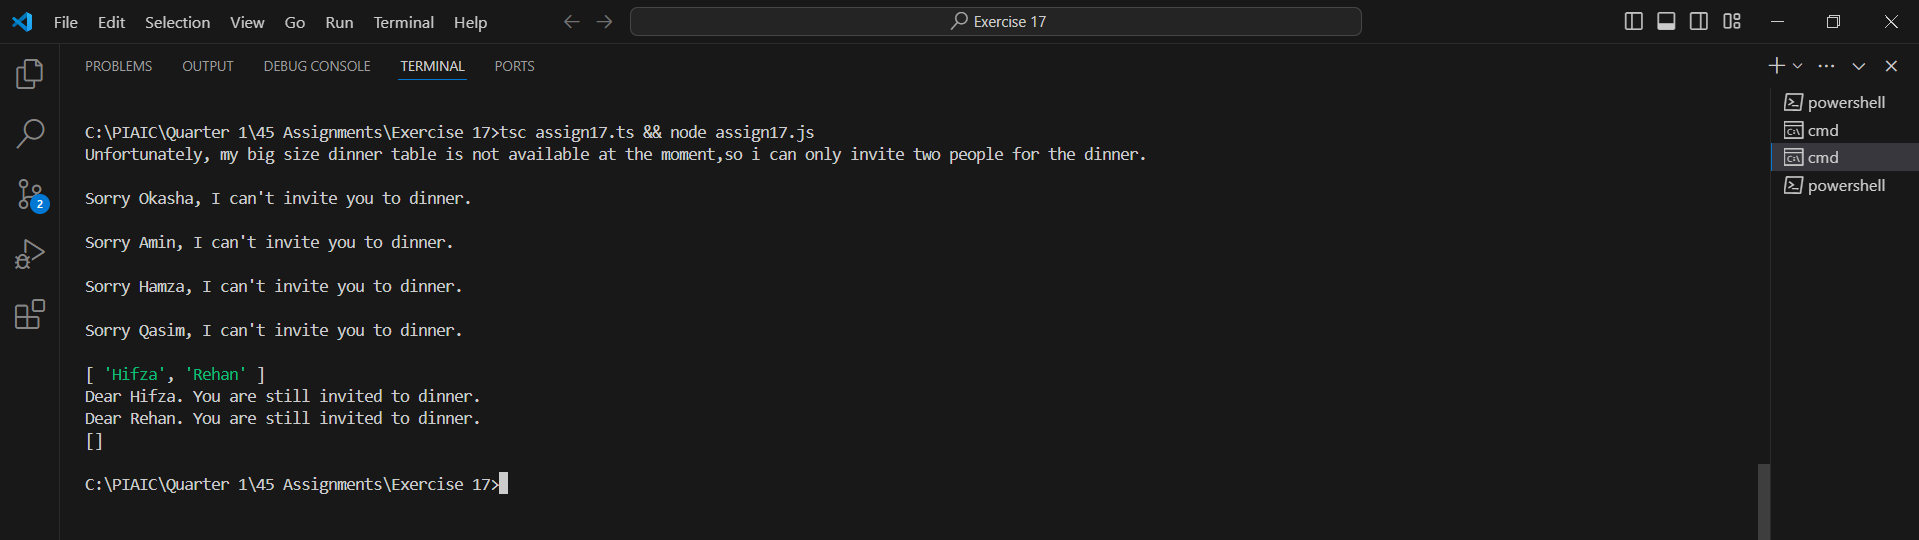 File Edit Selection View Go Run Terminal Help
Exercise 17
PROBLEMS OUTPUT DEBUG CONSOLE TERMINAL PORTS
C:\PIAIC\Quarter 1\45 Assignments\Exercise 17>tsc assign17.ts && node assign17.js
Unfortunately, my big size dinner table is not available at the moment,so i can only invite two people for the dinner.
Sorry Okasha, I can't invite you to dinner.
Sorry Amin, I can't invite you to dinner.
Sorry Hamza, I can't invite you to dinner.
Sorry Qasim, I can't invite you to dinner.
[ 'Hifza', 'Rehan' ]
Dear Hifza. You are still invited to dinner.
Dear Rehan. You are still invited to dinner.
[]
C:\PIAIC\Quarter 1\45 Assignments\Exercise 17>
2
powershell
cmd
cmd
powershell